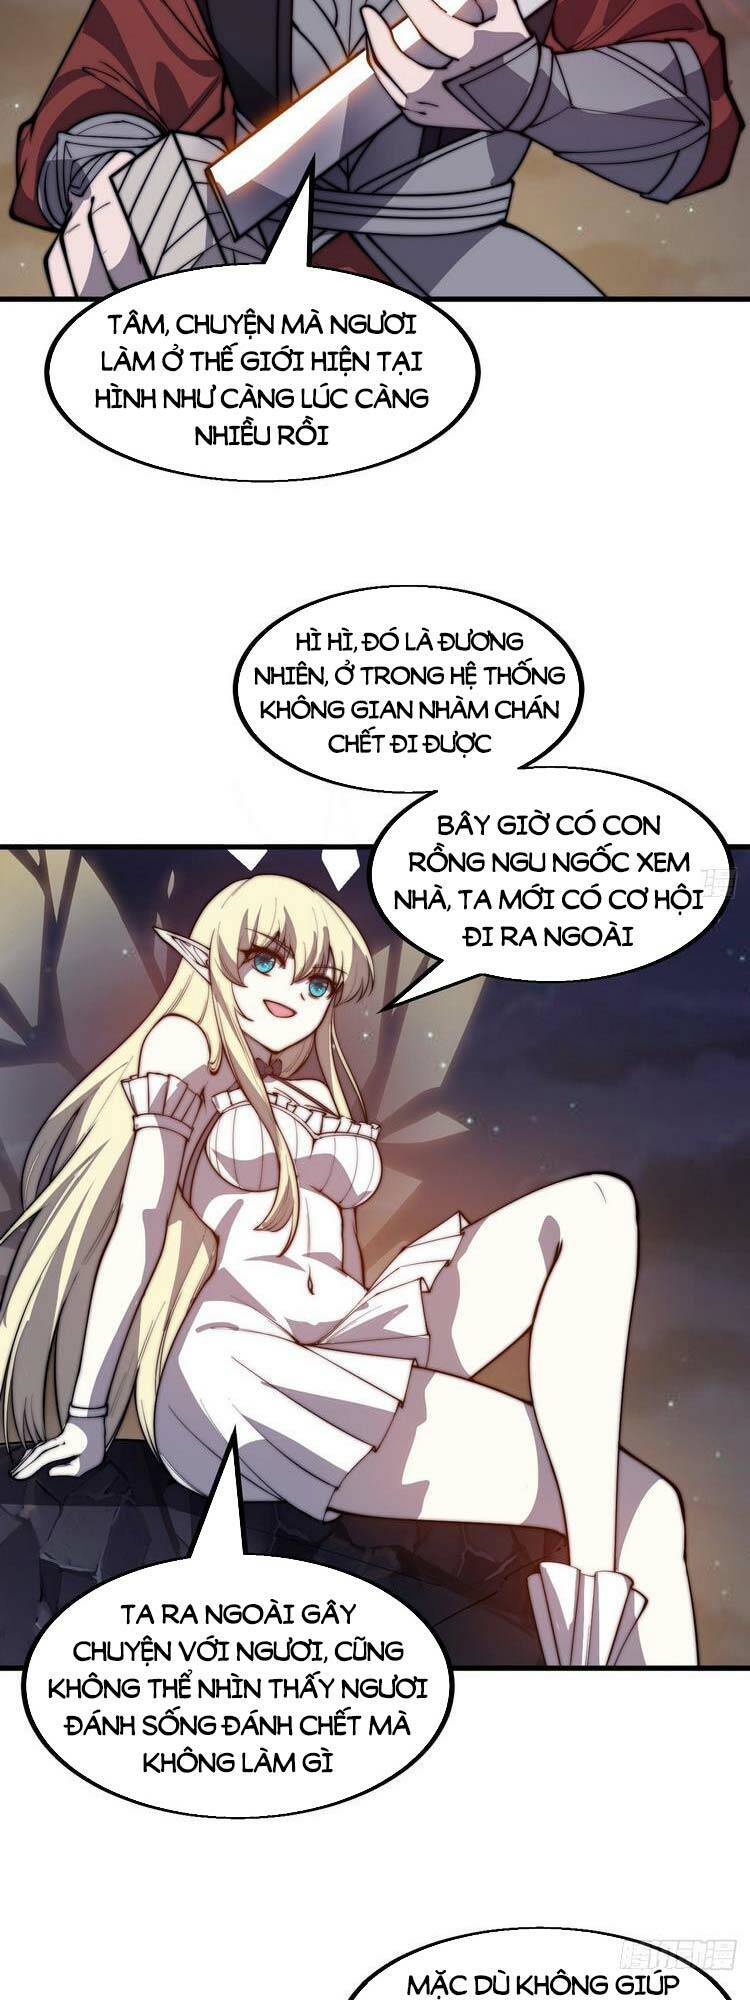 TÂM, CHUYỆN MÀ NGƯƠI
LÀM Ở THẾ GIỚI HIỆN TẠI
HÌNH NHƯ CÀNG LÚC CÀNG
NHIỀU RỒI
HÌ HÌ, ĐÓ LÀ ĐƯƠNG
NHIÊN, Ở TRONG HỆ THỐNG
KHÔNG GIAN NHÀM CHÁN
CHẾT ĐI ĐƯỢC
BÂY GIỜ CÓ CON
RỒNG NGU NGỐC XEM
NHÀ, TA MỚI CÓ CƠ HỘI
ĐI RA NGOÀI
TA RA NGOÀI GÂY
CHUYỆN VỚI NGƯƠI, CŨNG
KHÔNG THỂ NHÌN THẤY NGƯƠI
ĐÁNH SỐNG ĐÁNH CHẾT MÀ
KHÔNG LÀM GÌ
MẶC DÙ KHÔNG GIÚP